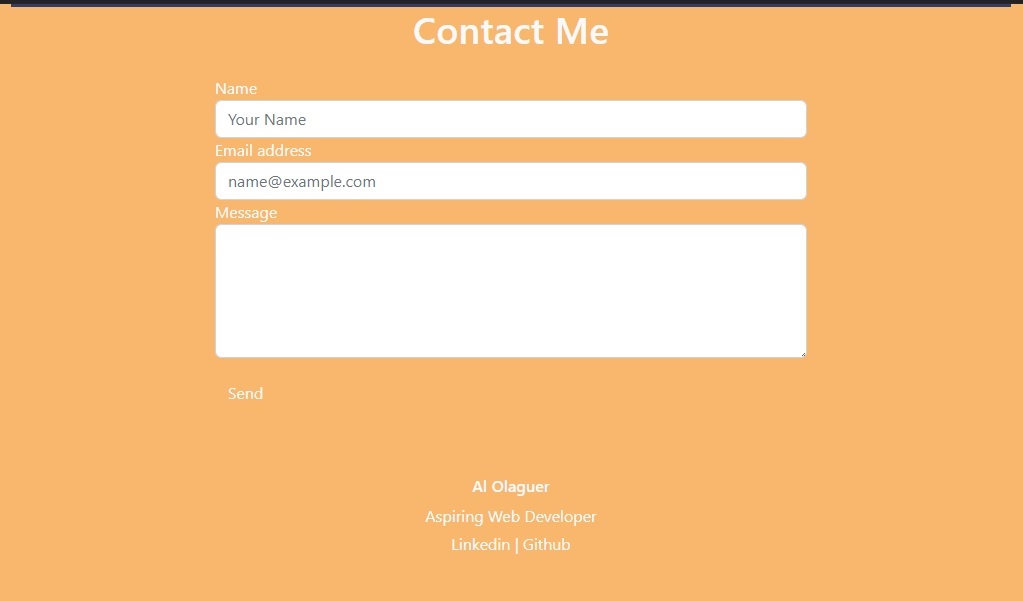 Contact Me
Name
Your Name
Email address
name@example.com
Message
Send
Al Olaguer
Aspiring Web Developer
Linkedin | Github